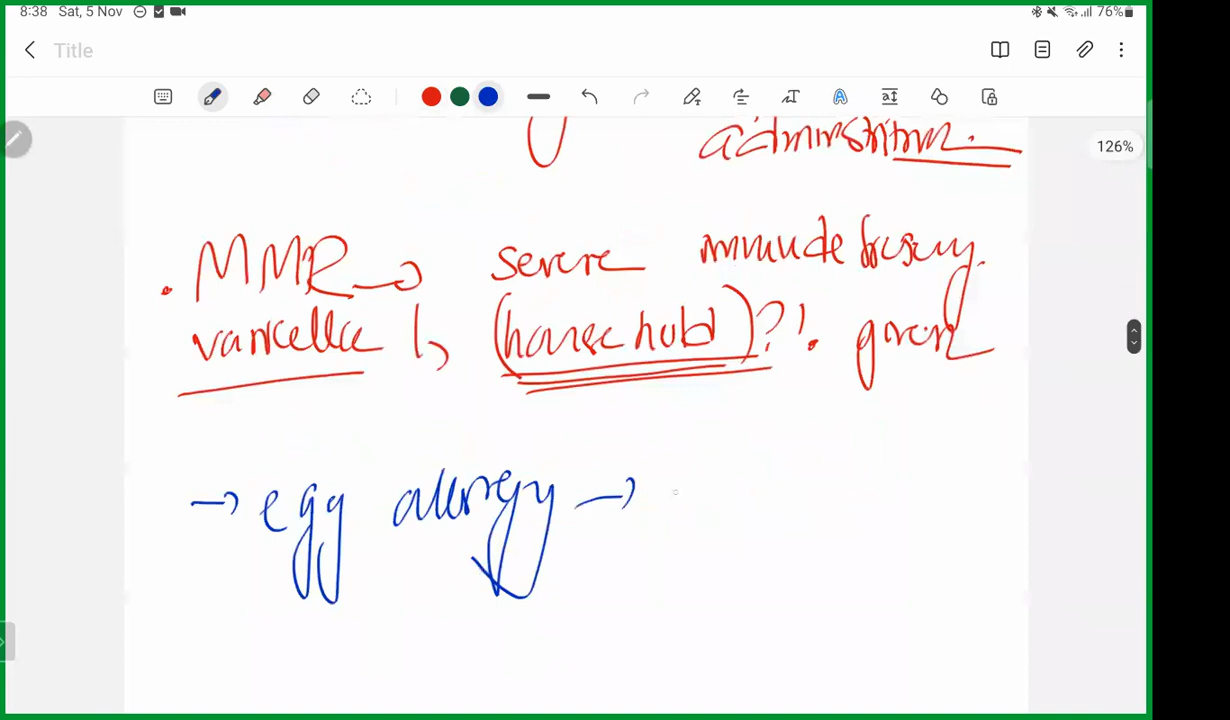 8:38 Sat, 5 Nov 76%
Title
126%
administration.
. MMR → severe immunodeficiency.
varicella ↳ (household)?!. given
→ egg allergy →